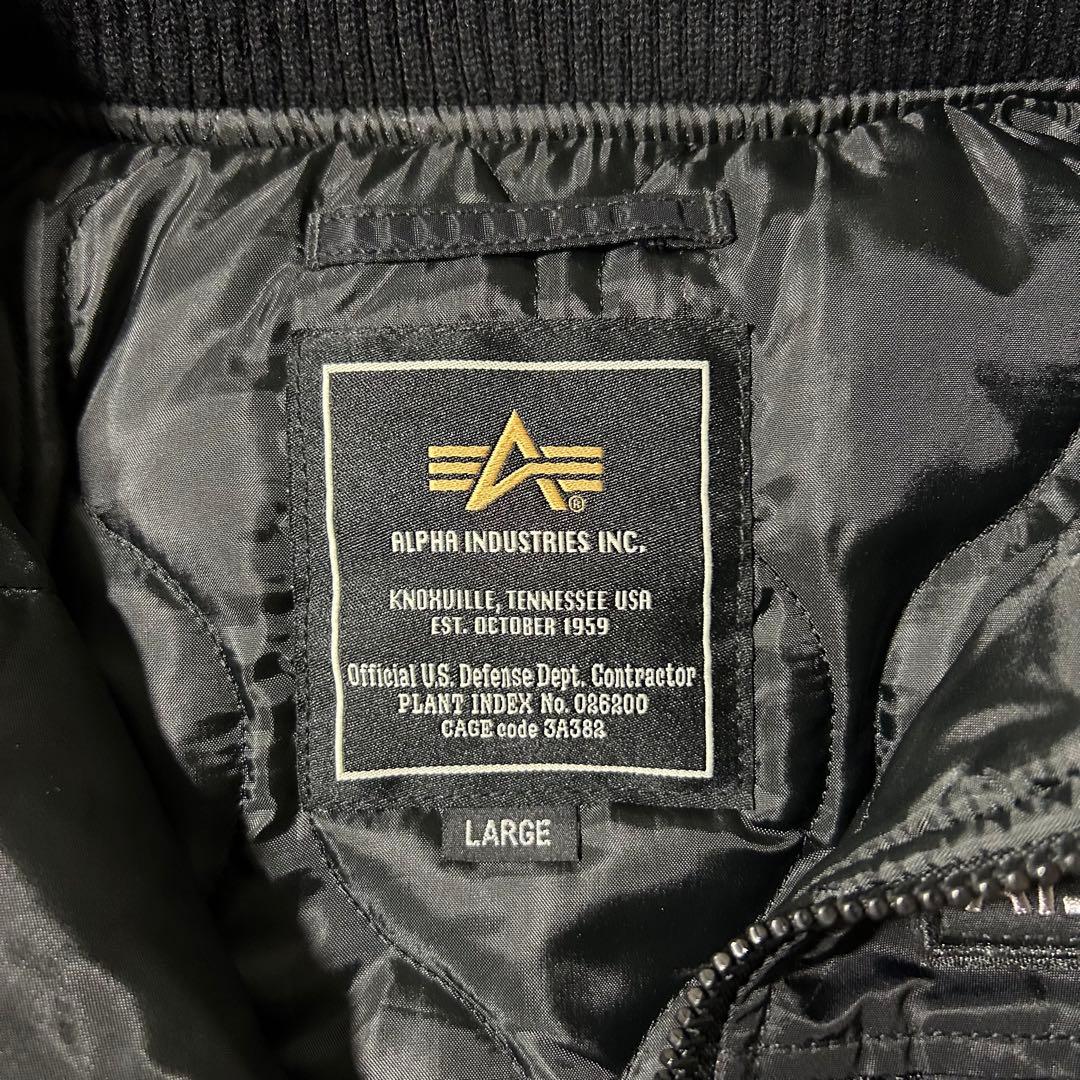 ®
ALPHA INDUSTRIES INC.
KNOXVILLE, TENNESSEE USA
EST. OCTOBER 1959
Official U.S. Defense Dept. Contractor
PLANT INDEX No. 026200
CAGE code 3A382
LARGE